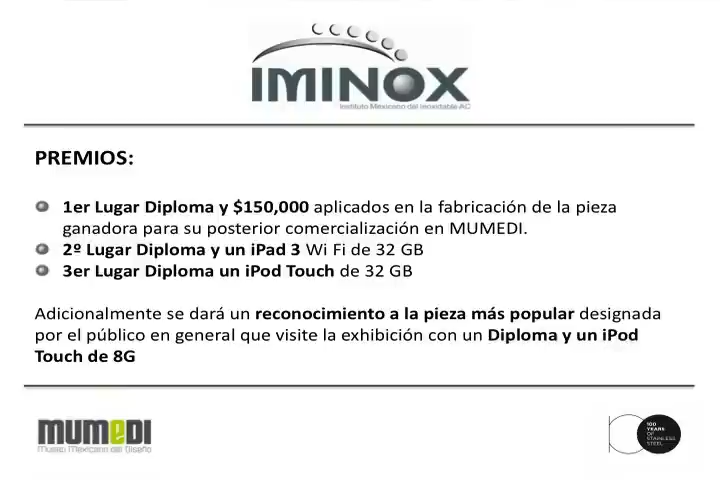 IMINOX
Instituto Mexicano del Inoxidable AC
PREMIOS:
1er Lugar Diploma y $150,000 aplicados en la fabricación de la pieza
ganadora para su posterior comercialización en MUMEDI.
2º Lugar Diploma y un iPad 3 Wi Fi de 32 GB
3er Lugar Diploma un iPod Touch de 32 GB
Adicionalmente se dará un reconocimiento a la pieza más popular designada
por el público en general que visite la exhibición con un Diploma y un iPod
Touch de 8G
mumeDI
Museo Mexicano del Diseño
100
YEARS
OF
STAINLESS
STEEL